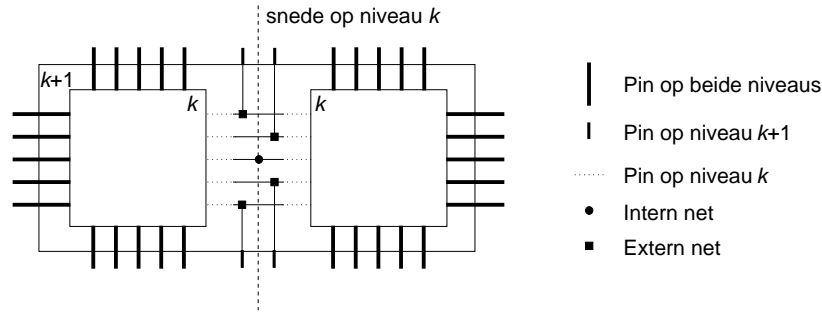 snede op niveau k
k+1
k
k
Pin op beide niveaus
Pin op niveau k+1
Pin op niveau k
Intern net
Extern net